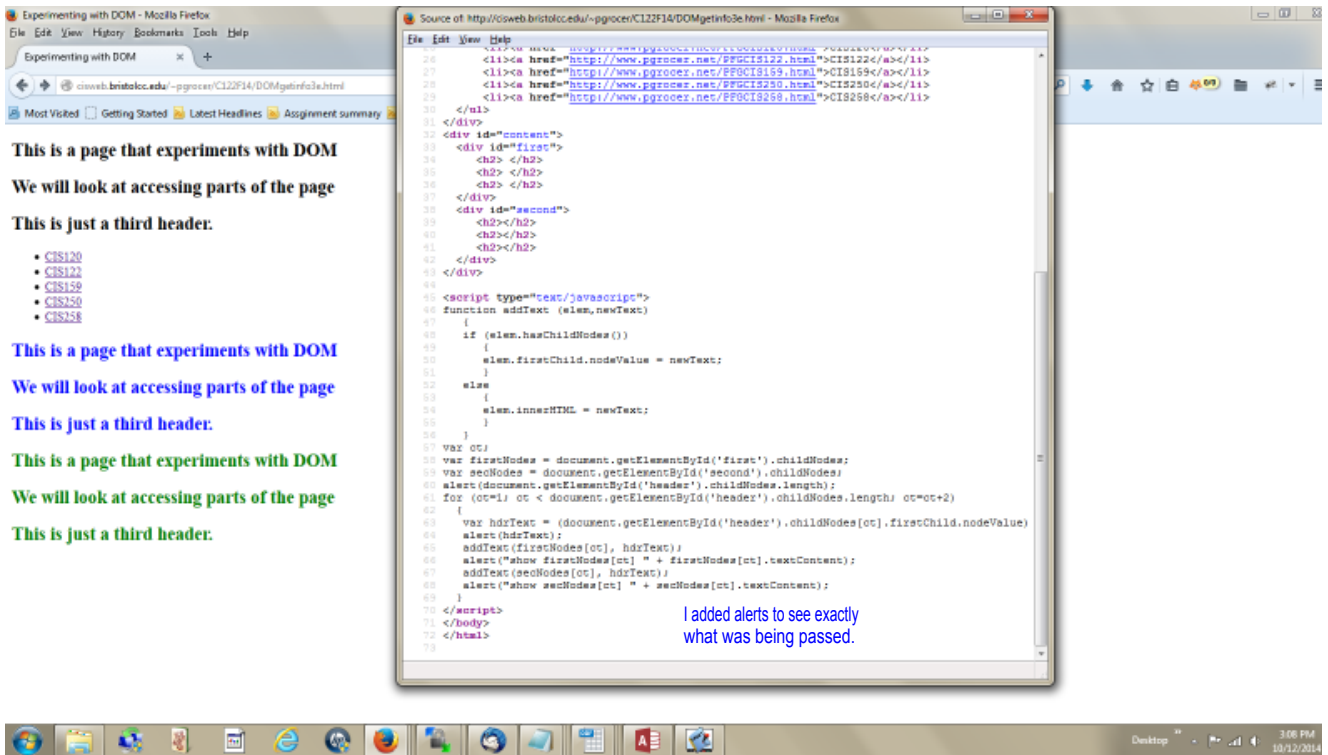 Experimenting with DOM - Mozilla Firefox
File Edit View History Bookmarks Tools Help
Experimenting with DOM × +
cisweb.bristolcc.edu/~pgrocer/C122F14/DOMgetinfo3e.html
Most Visited Getting Started Latest Headlines Assginment summary
This is a page that experiments with DOM
We will look at accessing parts of the page
This is just a third header.
• CIS120
• CIS122
• CIS159
• CIS250
• CIS258
This is a page that experiments with DOM
We will look at accessing parts of the page
This is just a third header.
This is a page that experiments with DOM
We will look at accessing parts of the page
This is just a third header.
Source of: http://cisweb.bristolcc.edu/~pgrocer/C122F14/DOMgetinfo3e.html - Mozilla Firefox
File Edit View Help
26 <li><a href="http://www.pgrocer.net/PFGCIS122.html">CIS122</a></li>
27 <li><a href="http://www.pgrocer.net/PFGCIS159.html">CIS159</a></li>
28 <li><a href="http://www.pgrocer.net/PFGCIS250.html">CIS250</a></li>
29 <li><a href="http://www.pgrocer.net/PFGCIS258.html">CIS258</a></li>
30 </ul>
31 </div>
32 <div id="content">
33 <div id="first">
34 <h2> </h2>
35 <h2> </h2>
36 <h2> </h2>
37 </div>
38 <div id="second">
39 <h2></h2>
40 <h2></h2>
41 <h2></h2>
42 </div>
43 </div>
44
45 <script type="text/javascript">
46 function addText (elem,newText)
47 {
48 if (elem.hasChildNodes())
49 {
50 elem.firstChild.nodeValue = newText;
51 }
52 else
53 {
54 elem.innerHTML = newText;
55 }
56 }
57 var ct;
58 var firstNodes = document.getElementById('first').childNodes;
59 var secNodes = document.getElementById('second').childNodes;
60 alert(document.getElementById('header').childNodes.length);
61 for (ct=1; ct < document.getElementById('header').childNodes.length; ct=ct+2)
62 {
63 var hdrText = (document.getElementById('header').childNodes[ct].firstChild.nodeValue)
64 alert(hdrText);
65 addText(firstNodes[ct], hdrText);
66 alert("show firstNodes[ct] " + firstNodes[ct].textContent);
67 addText(secNodes[ct], hdrText);
68 alert("show secNodes[ct] " + secNodes[ct].textContent);
69 }
70 </script>
71 </body>
72 </html>
73
I added alerts to see exactly
what was being passed.
Desktop
3:06 PM
10/12/2014